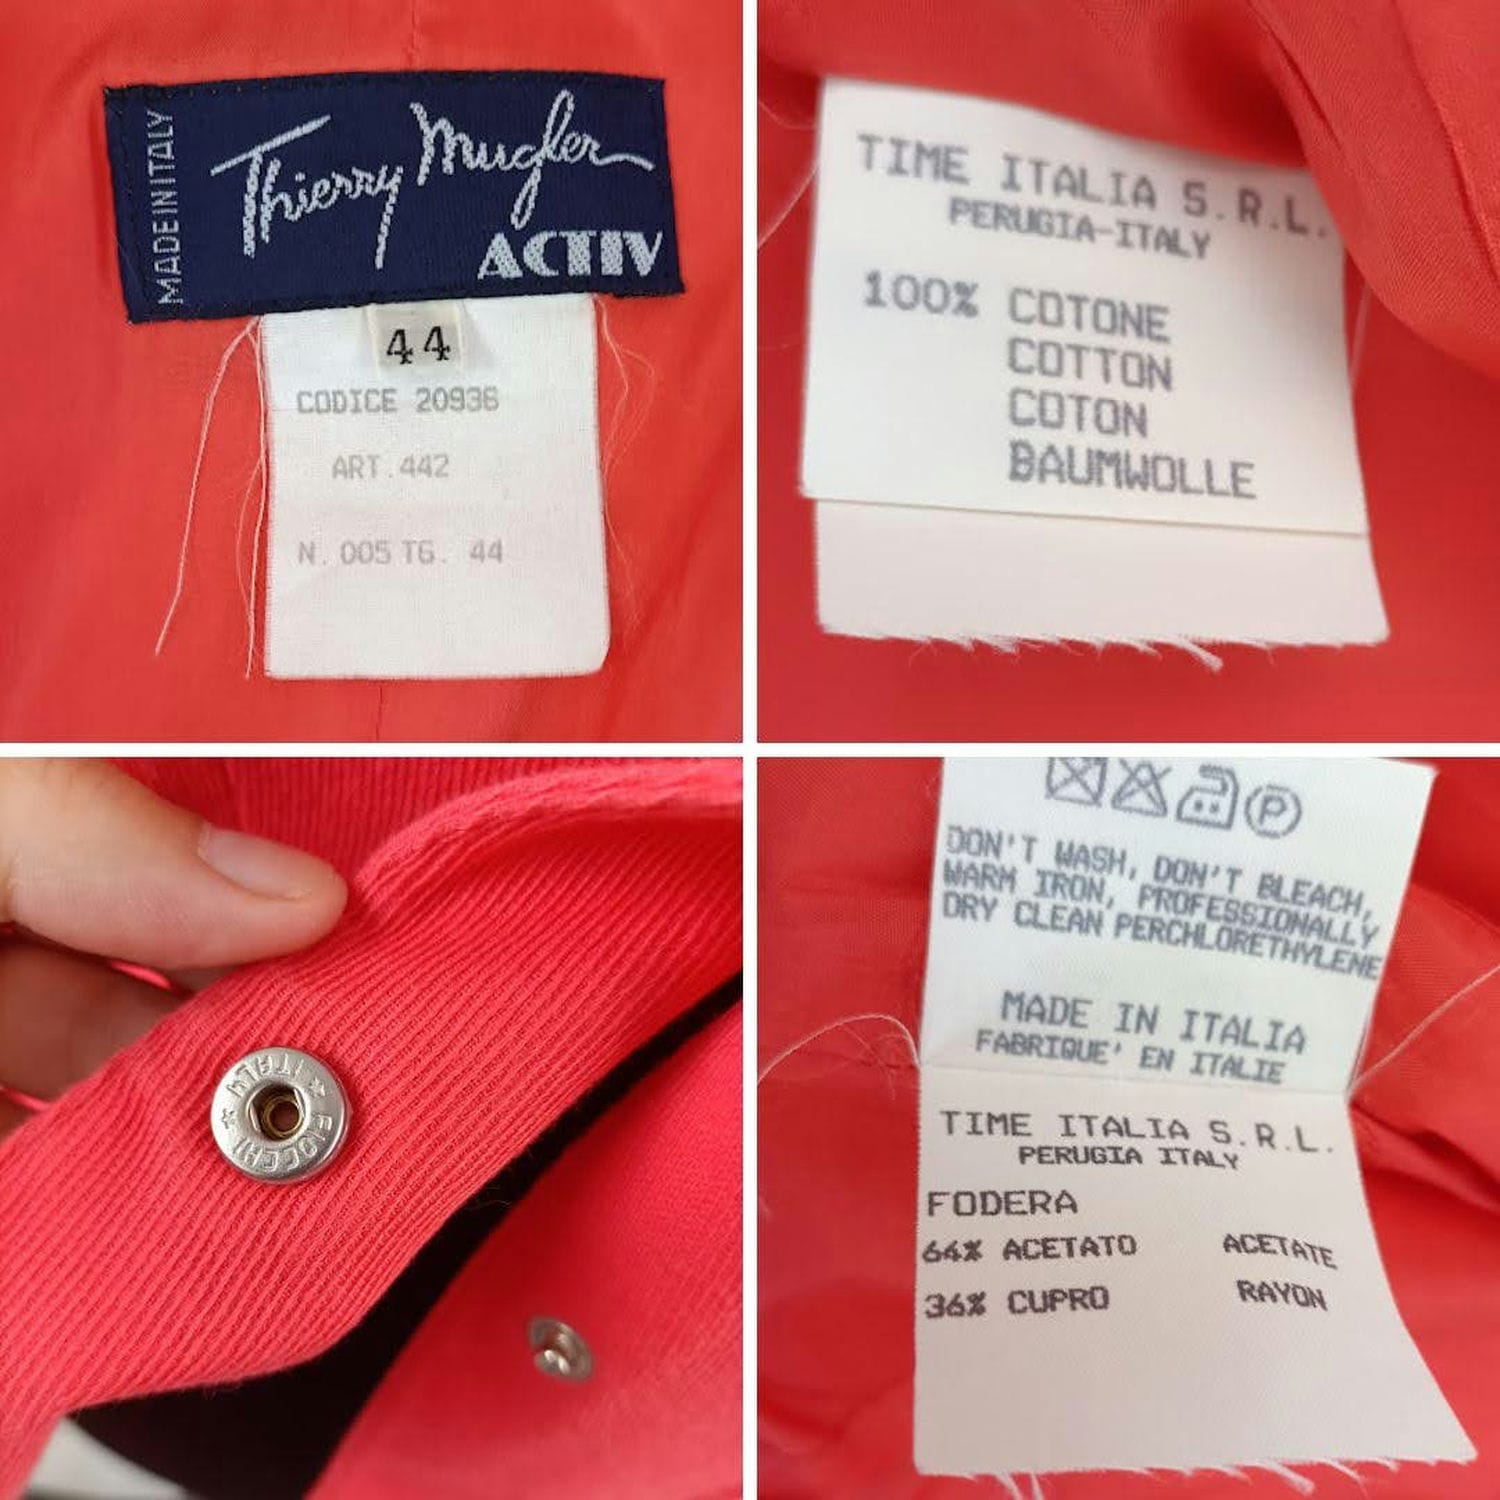 MADE IN ITALY
Thierry Mugler
ACTIV
44
CODICE 20936
ART.442
N. 005 TG. 44
TIME ITALIA S.R.L.
PERUGIA-ITALY
100% COTONE
COTTON
COTON
BAUMWOLLE
★ ITALY ★ FIOCCHI
P
DON'T WASH, DON'T BLEACH,
WARM IRON, PROFESSIONALLY
DRY CLEAN PERCHLORETHYLENE
MADE IN ITALIA
FABRIQUE' EN ITALIE
TIME ITALIA S.R.L.
PERUGIA ITALY
FODERA
64% ACETATO ACETATE
36% CUPRO RAYON